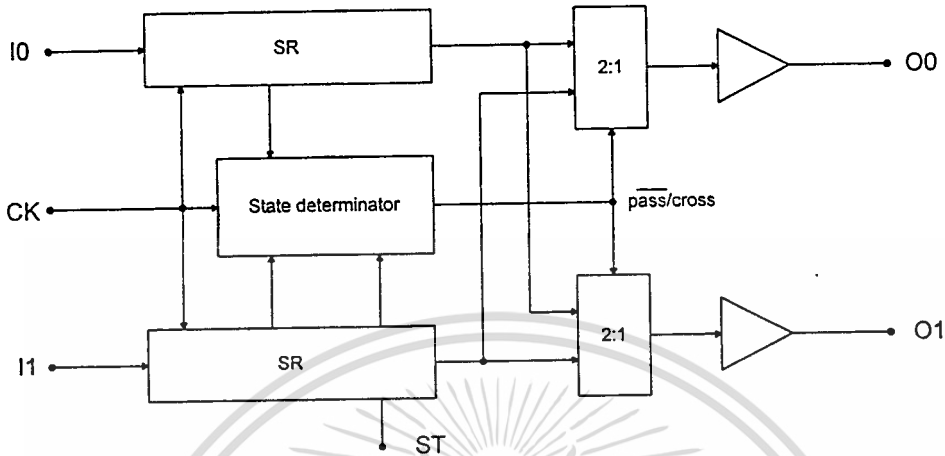 I0
SR
2:1
O0
CK
State determinator
pass/cross
I1
SR
2:1
O1
ST